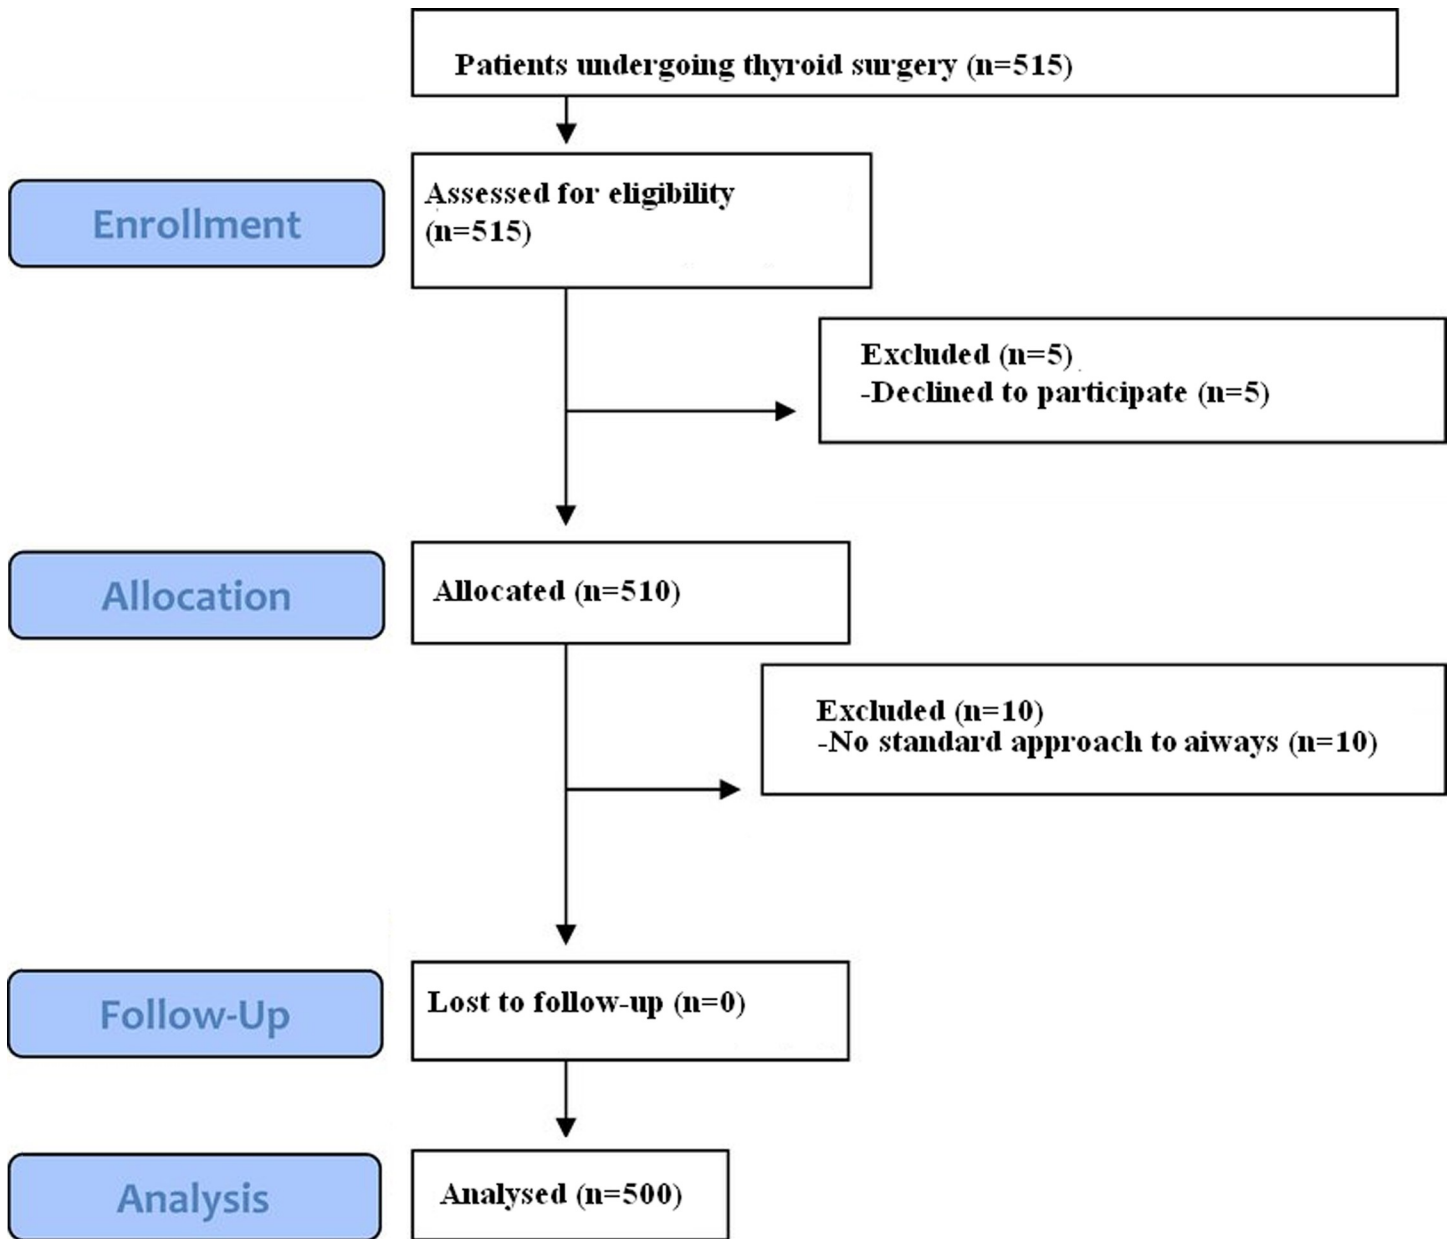 Patients undergoing thyroid surgery (n=515)
Enrollment
Assessed for eligibility
(n=515)
Excluded (n=5)
-Declined to participate (n=5)
Allocation
Allocated (n=510)
Excluded (n=10)
-No standard approach to aiways (n=10)
Follow-Up
Lost to follow-up (n=0)
Analysis
Analysed (n=500)